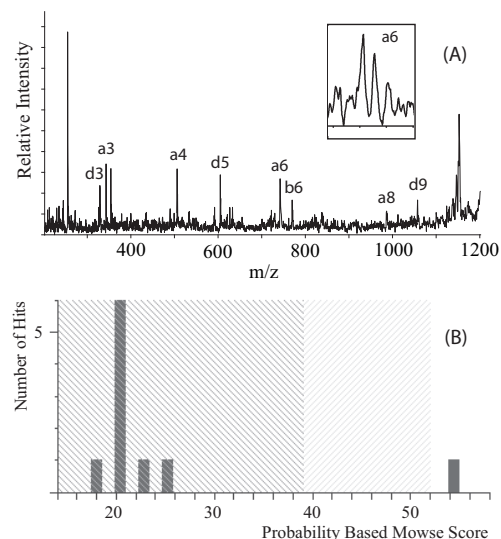 a6
(A)
Relative Intensity
d3
a3
a4
d5
a6
b6
a8
d9
400
600
800
1000
1200
m/z
(B)
Number of Hits
5
20
30
40
50
Probability Based Mowse Score